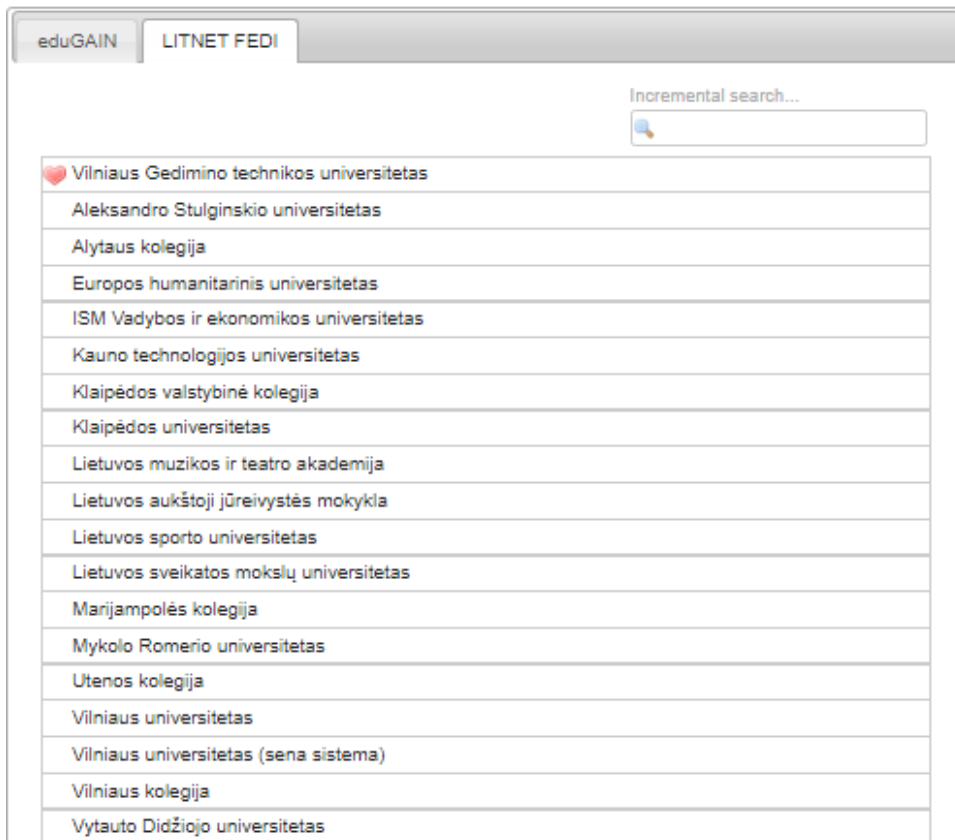 eduGAIN LITNET FEDI
Incremental search...
Vilniaus Gedimino technikos universitetas
Aleksandro Stulginskio universitetas
Alytaus kolegija
Europos humanitarinis universitetas
ISM Vadybos ir ekonomikos universitetas
Kauno technologijos universitetas
Klaipėdos valstybinė kolegija
Klaipėdos universitetas
Lietuvos muzikos ir teatro akademija
Lietuvos aukštoji jūreivystės mokykla
Lietuvos sporto universitetas
Lietuvos sveikatos mokslų universitetas
Marijampolės kolegija
Mykolo Romerio universitetas
Utenos kolegija
Vilniaus universitetas
Vilniaus universitetas (sena sistema)
Vilniaus kolegija
Vytauto Didžiojo universitetas